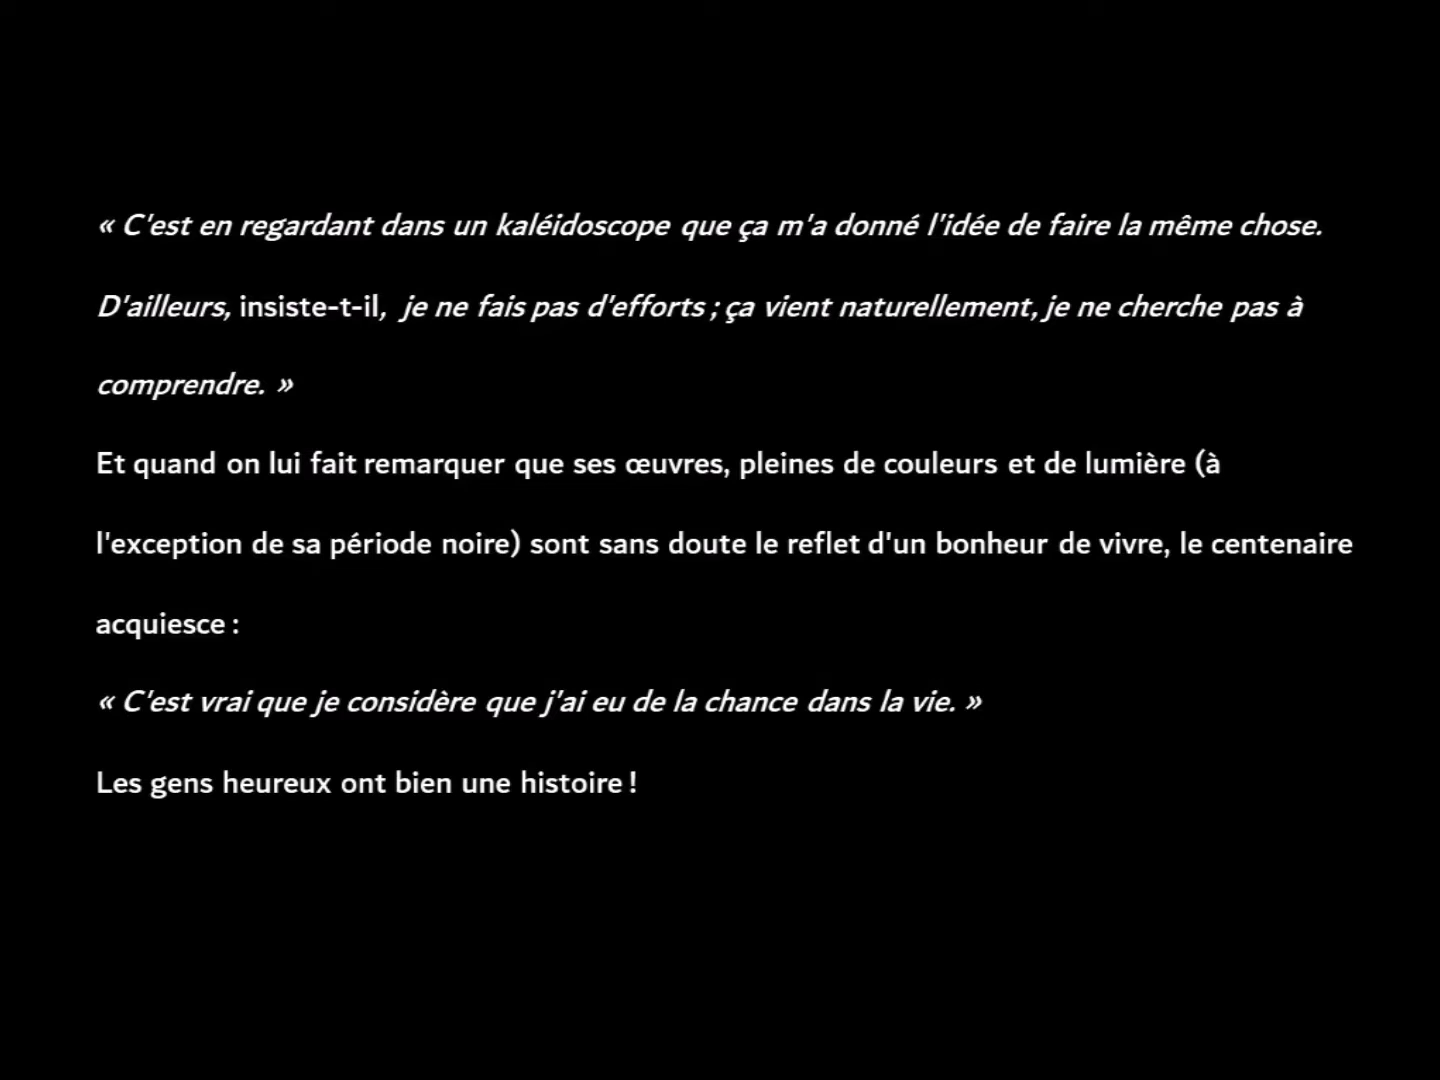 « C'est en regardant dans un kaléidoscope que ça m'a donné l'idée de faire la même chose.
D'ailleurs, insiste-t-il, je ne fais pas d'efforts ; ça vient naturellement, je ne cherche pas à
comprendre. »
Et quand on lui fait remarquer que ses œuvres, pleines de couleurs et de lumière (à
l'exception de sa période noire) sont sans doute le reflet d'un bonheur de vivre, le centenaire
acquiesce :
« C'est vrai que je considère que j'ai eu de la chance dans la vie. »
Les gens heureux ont bien une histoire !